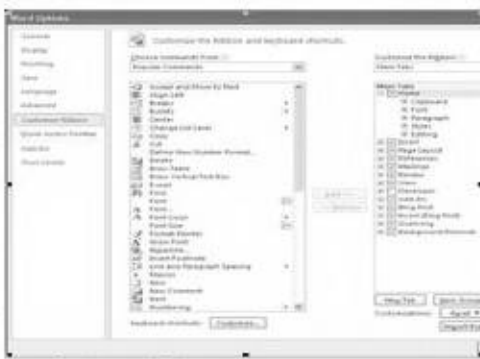 Word Options
General
Display
Proofing
Save
Language
Advanced
Customize Ribbon
Quick Access Toolbar
Add-Ins
Trust Center
Customize the Ribbon and keyboard shortcuts.
Choose commands from:
Popular Commands
Accept and Move to Next
Align Left
Breaks
Bullets
Center
Change List Level
Copy
Cut
Define New Number Format...
Delete
Draw Table
Draw Vertical Text Box
E-mail
Find
Font
Font...
Font Color
Font Size
Format Painter
Grow Font
Hyperlink...
Insert Footnote
Line and Paragraph Spacing
Macros
New
New Comment
Next
Numbering
Keyboard shortcuts:
Customize...
Customize the Ribbon:
Main Tabs
Main Tabs
Home
Clipboard
Font
Paragraph
Styles
Editing
Insert
Page Layout
References
Mailings
Review
View
Developer
Add-Ins
Blog Post
Insert (Blog Post)
Outlining
Background Removal
New Tab
Customizations:
Reset